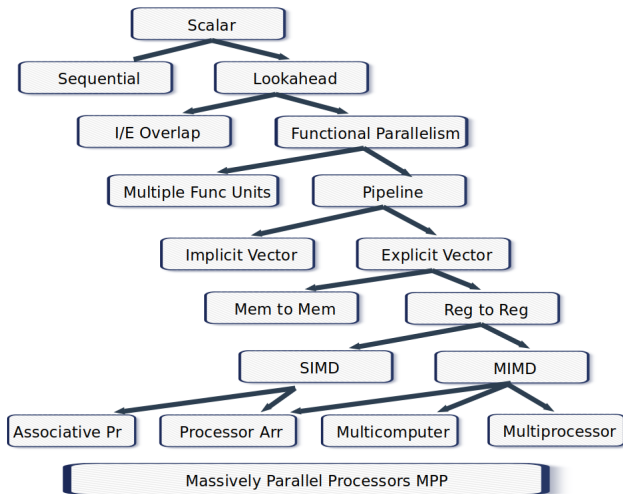 Scalar
Sequential
Lookahead
I/E Overlap
Functional Parallelism
Multiple Func Units
Pipeline
Implicit Vector
Explicit Vector
Mem to Mem
Reg to Reg
SIMD
MIMD
Associative Pr
Processor Arr
Multicomputer
Multiprocessor
Massively Parallel Processors MPP